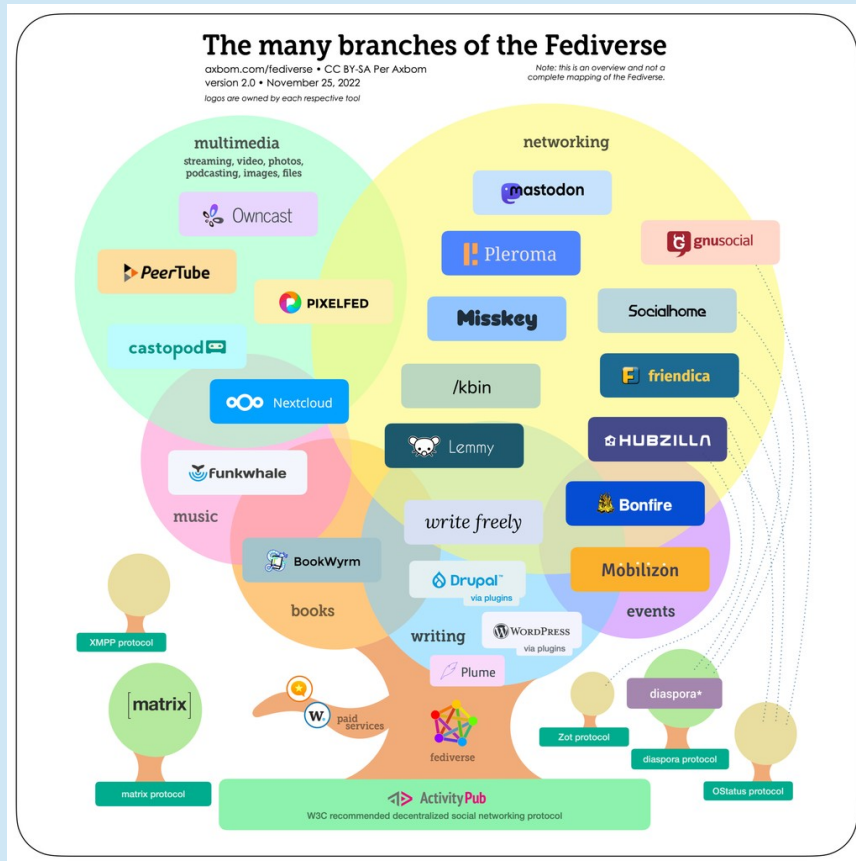 The many branches of the Fediverse
axbom.com/fediverse • CC BY-SA Per Axbom
version 2.0 • November 25, 2022
logos are owned by each respective tool
Note: this is an overview and not a
complete mapping of the Fediverse.
multimedia
streaming, video, photos,
podcasting, images, files
networking
Owncast
mastodon
gnusocial
PeerTube
Pleroma
PIXELFED
Misskey
Socialhome
castopod
/kbin
friendica
Nextcloud
Lemmy
HUBZILLA
Funkwhale
music
write freely
Bonfire
BookWyrm
Drupal™
via plugins
Mobilizon
books
events
writing
WORDPRESS
via plugins
XMPP protocol
Plume
[matrix]
W.
paid
services
fediverse
diaspora*
Zot protocol
diaspora protocol
matrix protocol
OStatus protocol
ActivityPub
W3C recommended decentralized social networking protocol